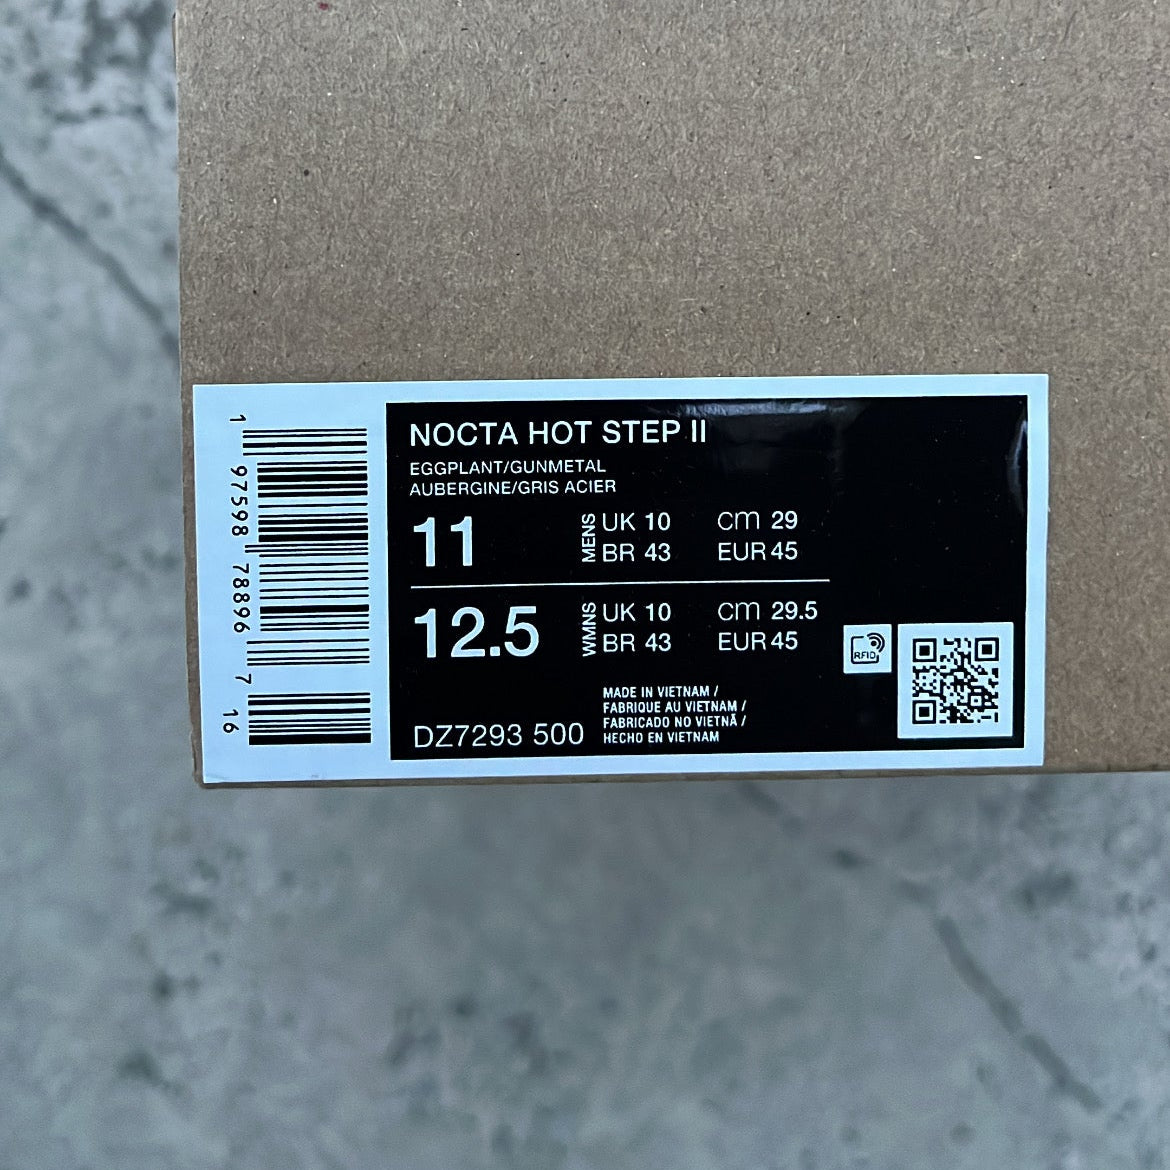 1 97598 78896 7 16
NOCTA HOT STEP II
EGGPLANT/GUNMETAL
AUBERGINE/GRIS ACIER
11 MENS UK 10 cm 29
BR 43 EUR 45
12.5 WMNS UK 10 cm 29.5
BR 43 EUR 45
RFID
MADE IN VIETNAM /
FABRIQUE AU VIETNAM /
FABRICADO NO VIETNÃ /
HECHO EN VIETNAM
DZ7293 500